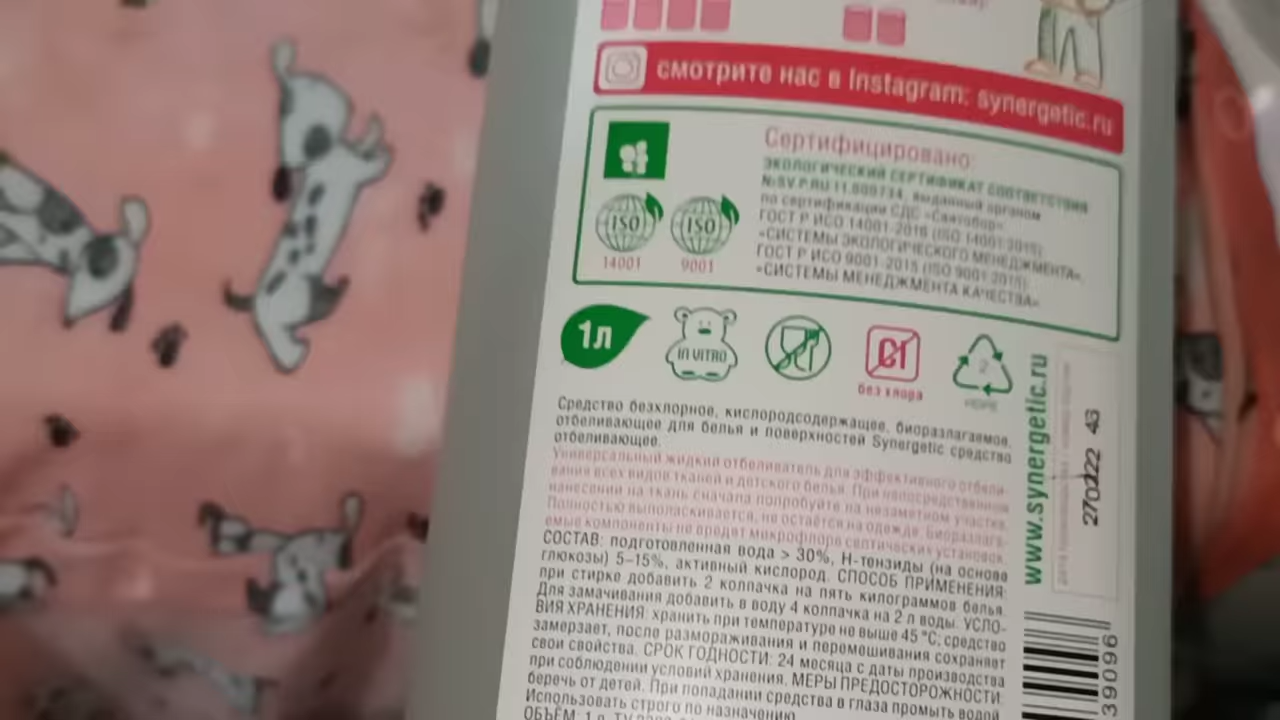 смотрите нас в Instagram: synergetic.ru
Сертифицировано:
ЭКОЛОГИЧЕСКИЙ СЕРТИФИКАТ СООТВЕТСТВИЯ
выданный органом
по сертификации СДС
ГОСТ Р ИСО 14001-2016 (ISO 14001:2015)
«СИСТЕМЫ ЭКОЛОГИЧЕСКОГО МЕНЕДЖМЕНТА»,
ГОСТ Р ИСО 9001-2015 (ISO 9001:2015)
«СИСТЕМЫ МЕНЕДЖМЕНТА КАЧЕСТВА»
ISO
ISO
14001
9001
1л
IN VITRO
Cl
без хлора
2
HDPE
Средство безхлорное, кислородсодержащее, биоразлагаемое,
отбеливающее для белья и поверхностей Synergetic средство
отбеливающее.
Универсальный жидкий отбеливатель для эффективного отбели-
вания всех видов тканей и детского белья. При непосредственном
нанесении на ткань сначала попробуйте на незаметном участке.
Полностью выполаскивается, не остаётся на одежде. Биоразлага-
емые компоненты не вредят микрофлоре септических установок.
СОСТАВ: подготовленная вода > 30%, Н-тензиды (на основе
глюкозы) 5–15%, активный кислород. СПОСОБ ПРИМЕНЕНИЯ:
при стирке добавить 2 колпачка на пять килограммов белья.
Для замачивания добавить в воду 4 колпачка на 2 л воды. УСЛО-
ВИЯ ХРАНЕНИЯ: хранить при температуре не выше 45 °С; средство
замерзает, после размораживания и перемешивания сохраняет
свои свойства. СРОК ГОДНОСТИ: 24 месяца с даты производства
при соблюдении условий хранения. МЕРЫ ПРЕДОСТОРОЖНОСТИ:
беречь от детей. При попадании средства в глаза промыть водой.
Использовать строго по назначению.
ОБЪЁМ: 1 л. ТУ
www.synergetic.ru
270122 43
39096